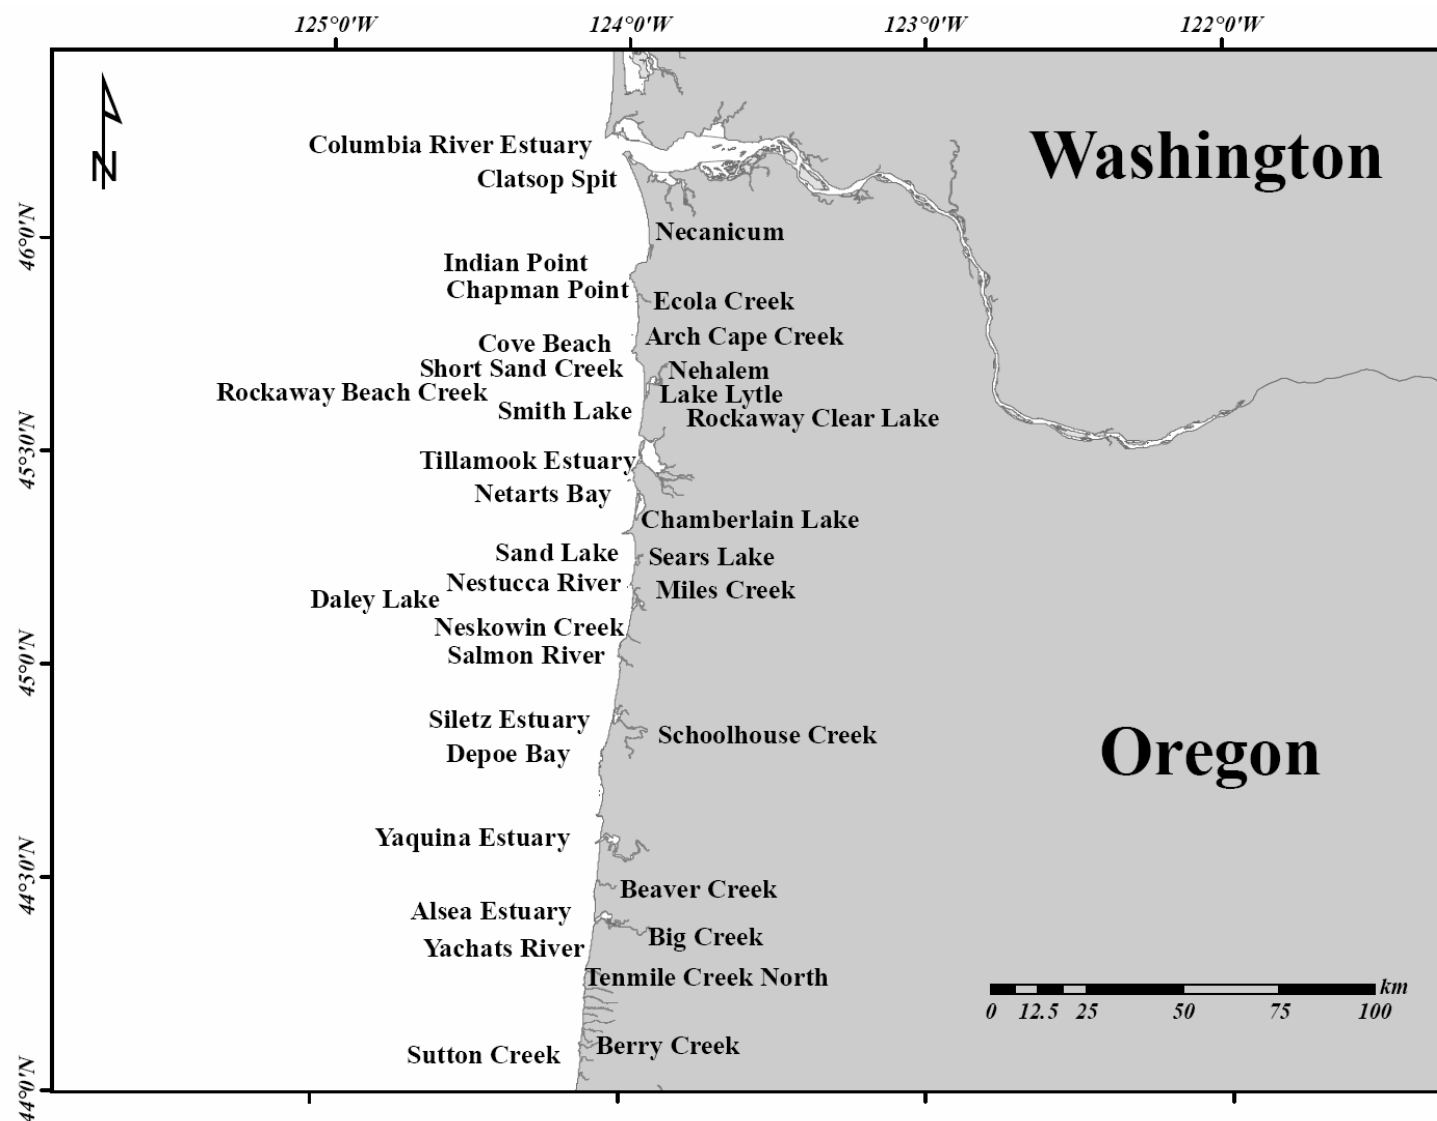 125°0'W 124°0'W 123°0'W 122°0'W
N
Columbia River Estuary
Washington
Clatsop Spit
46°0'N
Necanicum
Indian Point
Chapman Point
Ecola Creek
Arch Cape Creek
Cove Beach
Short Sand Creek
Nehalem
Rockaway Beach Creek
Lake Lytle
Smith Lake
Rockaway Clear Lake
45°30'N
Tillamook Estuary
Netarts Bay
Chamberlain Lake
Sand Lake
Sears Lake
Nestucca River
Miles Creek
Daley Lake
Neskowin Creek
Salmon River
45°0'N
Siletz Estuary
Schoolhouse Creek
Depoe Bay
Oregon
Yaquina Estuary
44°30'N
Beaver Creek
Alsea Estuary
Big Creek
Yachats River
Tenmile Creek North
km
0 12.5 25 50 75 100
Berry Creek
Sutton Creek
44°0'N